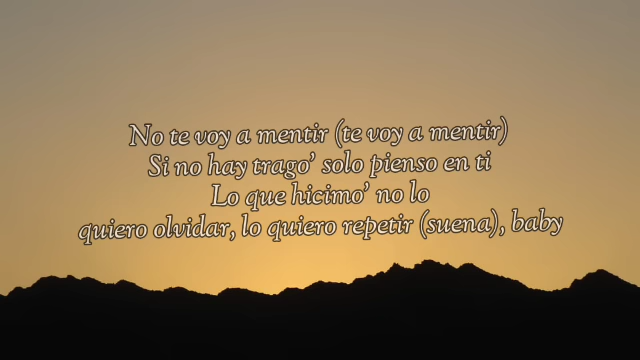 No te voy a mentir (te voy a mentir)
Si no hay trago' solo pienso en ti
Lo que hicimo' no lo
quiero olvidar, lo quiero repetir (suena), baby